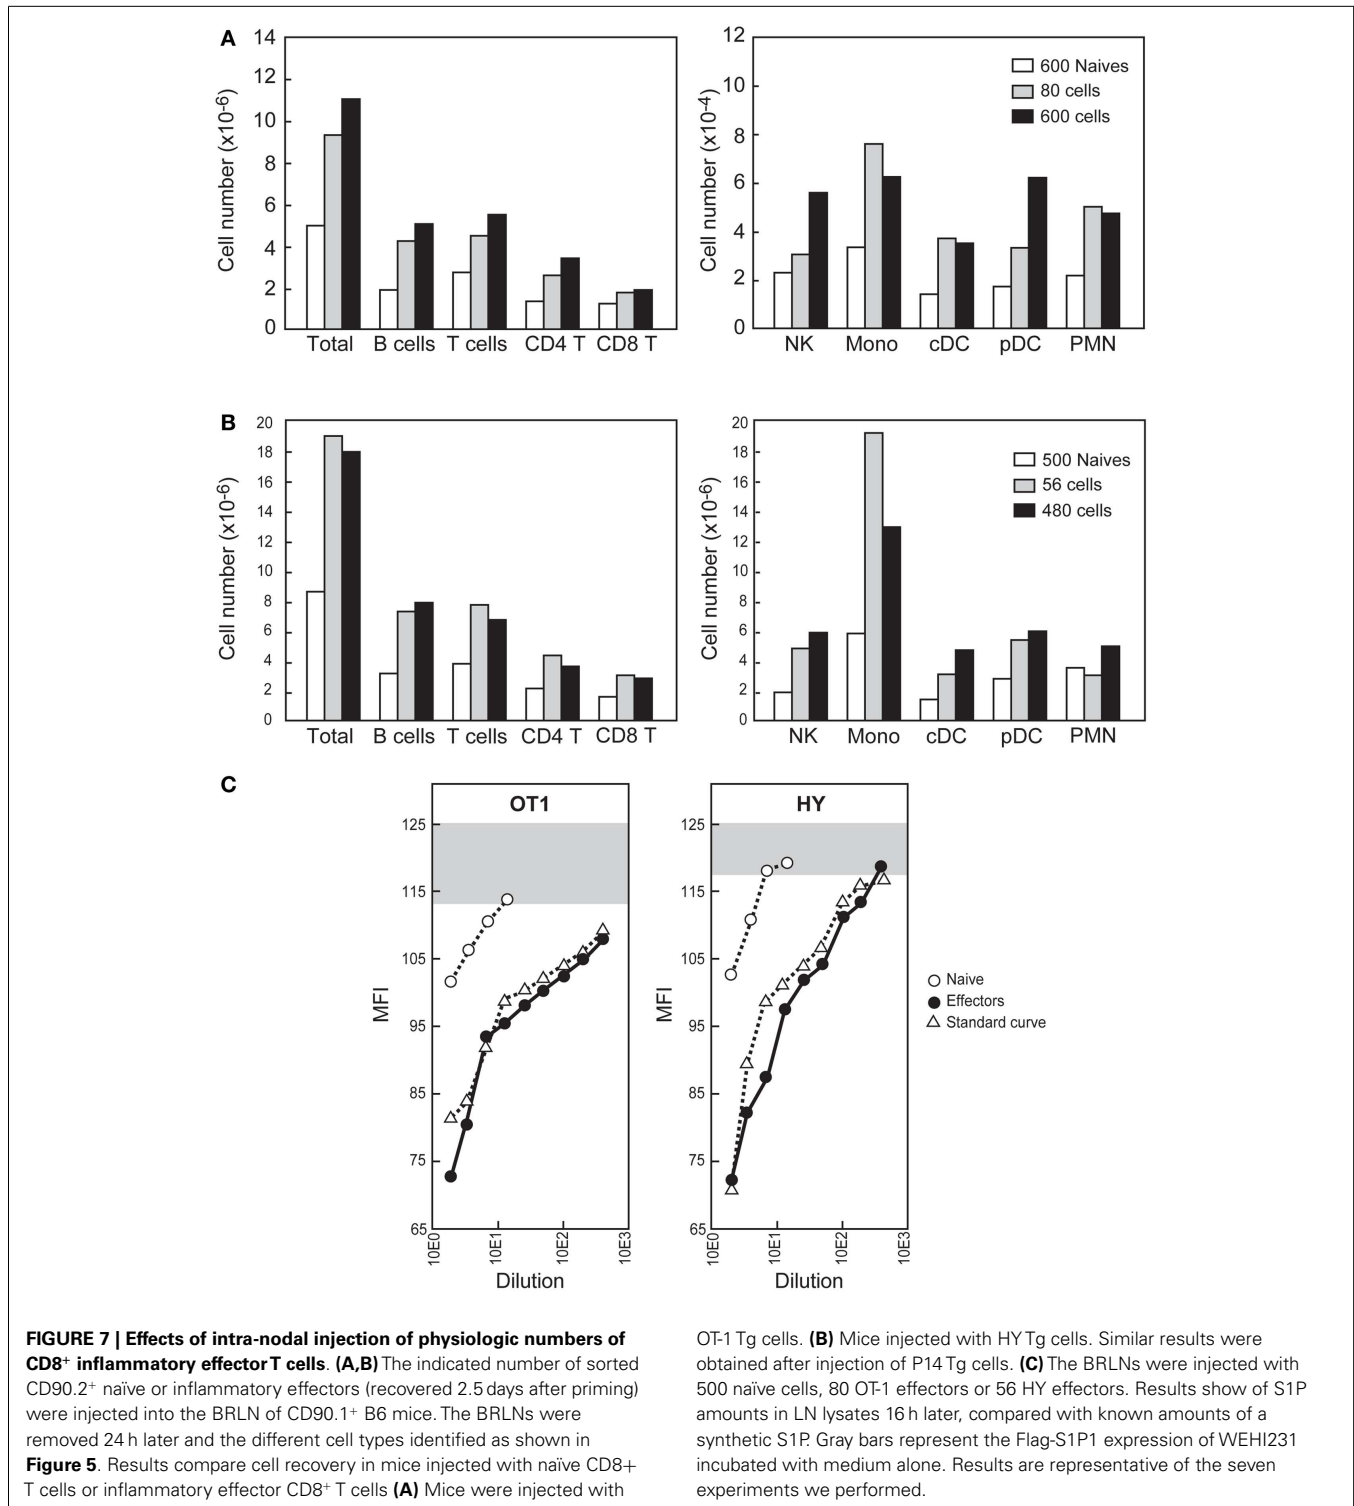 A
14
12
10
8
6
4
2
0
Cell number (x10-6)
Total B cells T cells CD4 T CD8 T
12
10
8
6
4
2
0
Cell number (x10-4)
600 Naives
80 cells
600 cells
NK Mono cDC pDC PMN
B
20
18
16
14
12
10
8
6
4
2
0
Cell number (x10-6)
Total B cells T cells CD4 T CD8 T
20
18
16
14
12
10
8
6
4
2
0
Cell number (x10-6)
500 Naives
56 cells
480 cells
NK Mono cDC pDC PMN
C
OT1
125
115
105
95
85
75
65
MFI
10E0 10E1 10E2 10E3
Dilution
HY
125
115
105
95
85
75
65
MFI
10E0 10E1 10E2 10E3
Dilution
Naive
Effectors
Standard curve
FIGURE 7 | Effects of intra-nodal injection of physiologic numbers of
CD8+ inflammatory effector T cells. (A,B) The indicated number of sorted
CD90.2+ naïve or inflammatory effectors (recovered 2.5 days after priming)
were injected into the BRLN of CD90.1+ B6 mice. The BRLNs were
removed 24 h later and the different cell types identified as shown in
Figure 5. Results compare cell recovery in mice injected with naïve CD8+
T cells or inflammatory effector CD8+ T cells (A) Mice were injected with
OT-1 Tg cells. (B) Mice injected with HY Tg cells. Similar results were
obtained after injection of P14 Tg cells. (C) The BRLNs were injected with
500 naïve cells, 80 OT-1 effectors or 56 HY effectors. Results show of S1P
amounts in LN lysates 16 h later, compared with known amounts of a
synthetic S1P. Gray bars represent the Flag-S1P1 expression of WEHI231
incubated with medium alone. Results are representative of the seven
experiments we performed.